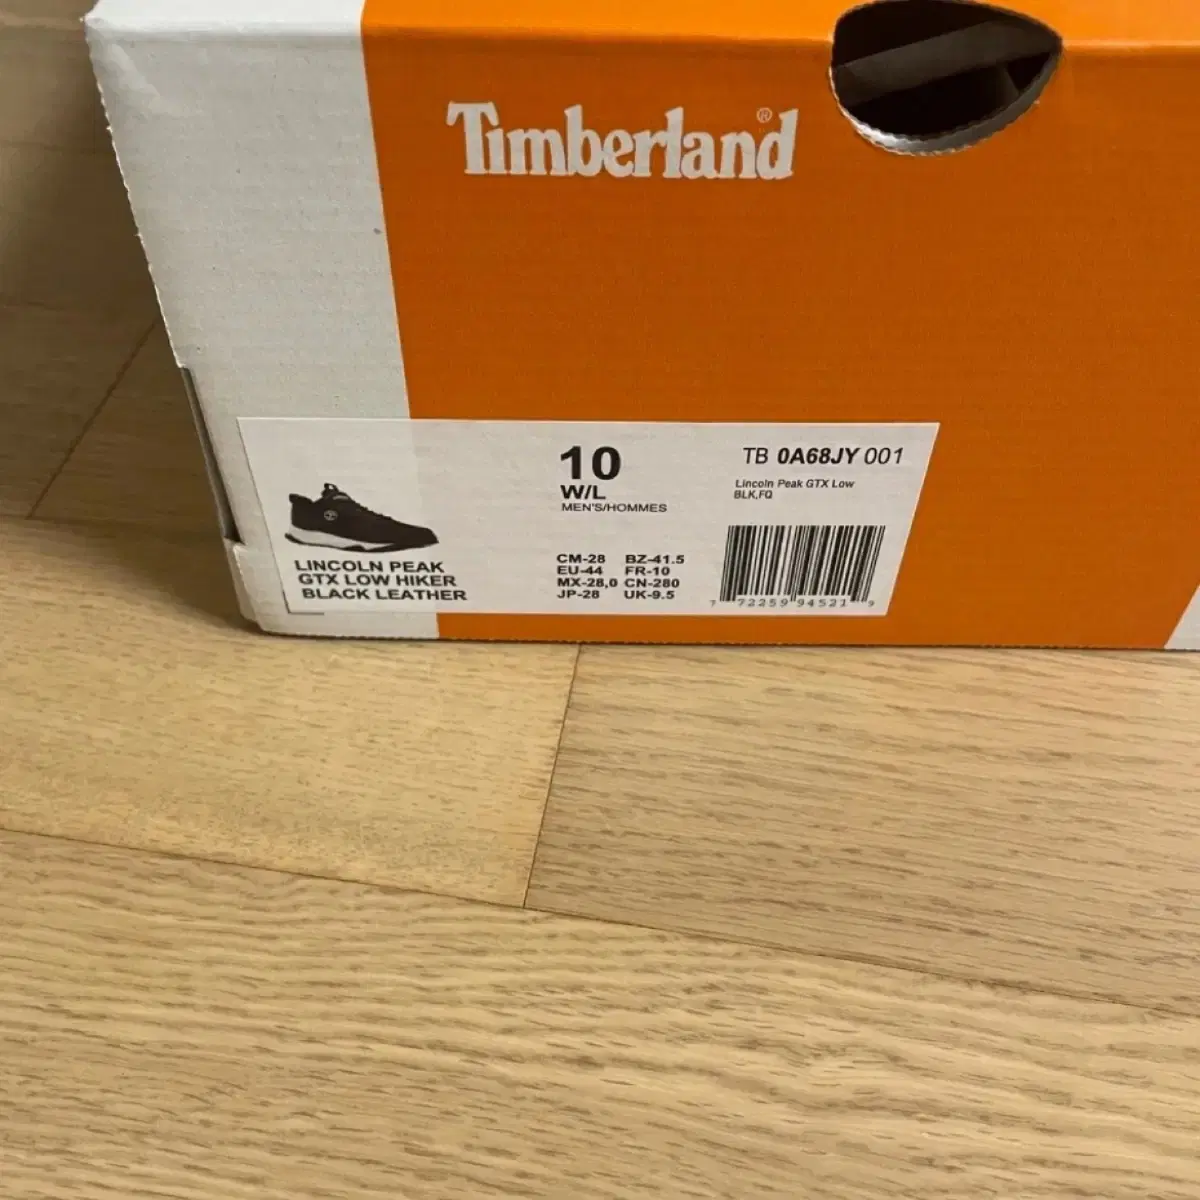 Timberland®
10
W/L
MEN'S/HOMMES
TB 0A68JY 001
Lincoln Peak GTX Low
BLK,FQ
LINCOLN PEAK
GTX LOW HIKER
BLACK LEATHER
CM-28 BZ-41.5
EU-44 FR-10
MX-28,0 CN-280
JP-28 UK-9.5
7 72259 94521 9